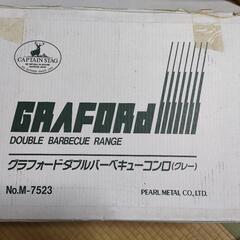 CAPTAIN STAG
GRAFORD
DOUBLE BARBECUE RANGE
グラフォードダブルバーベキューコンロ(グレー)
No.M-7523
PEARL METAL CO., LTD.